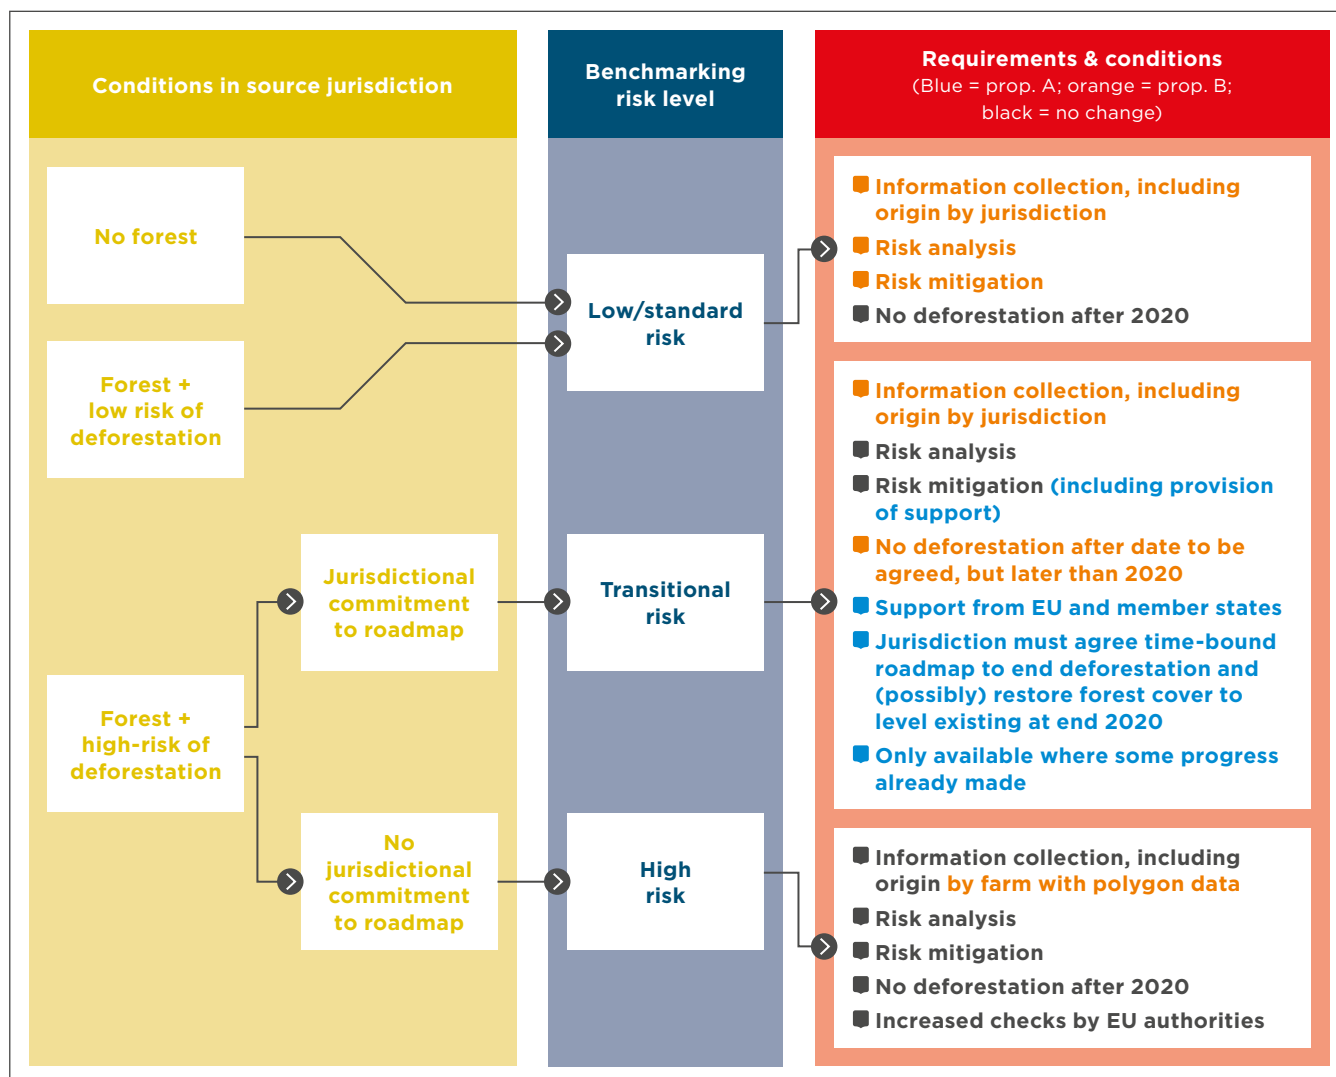 Conditions in source jurisdiction
Benchmarking
risk level
Requirements & conditions
(Blue = prop. A; orange = prop. B;
black = no change)
No forest
Forest +
low risk of
deforestation
Forest +
high-risk of
deforestation
Jurisdictional
commitment
to roadmap
No
jurisdictional
commitment
to roadmap
Low/standard
risk
Transitional
risk
High
risk
Information collection, including
origin by jurisdiction
Risk analysis
Risk mitigation
No deforestation after 2020
Information collection, including
origin by jurisdiction
Risk analysis
Risk mitigation (including provision
of support)
No deforestation after date to be
agreed, but later than 2020
Support from EU and member states
Jurisdiction must agree time-bound
roadmap to end deforestation and
(possibly) restore forest cover to
level existing at end 2020
Only available where some progress
already made
Information collection, including
origin by farm with polygon data
Risk analysis
Risk mitigation
No deforestation after 2020
Increased checks by EU authorities